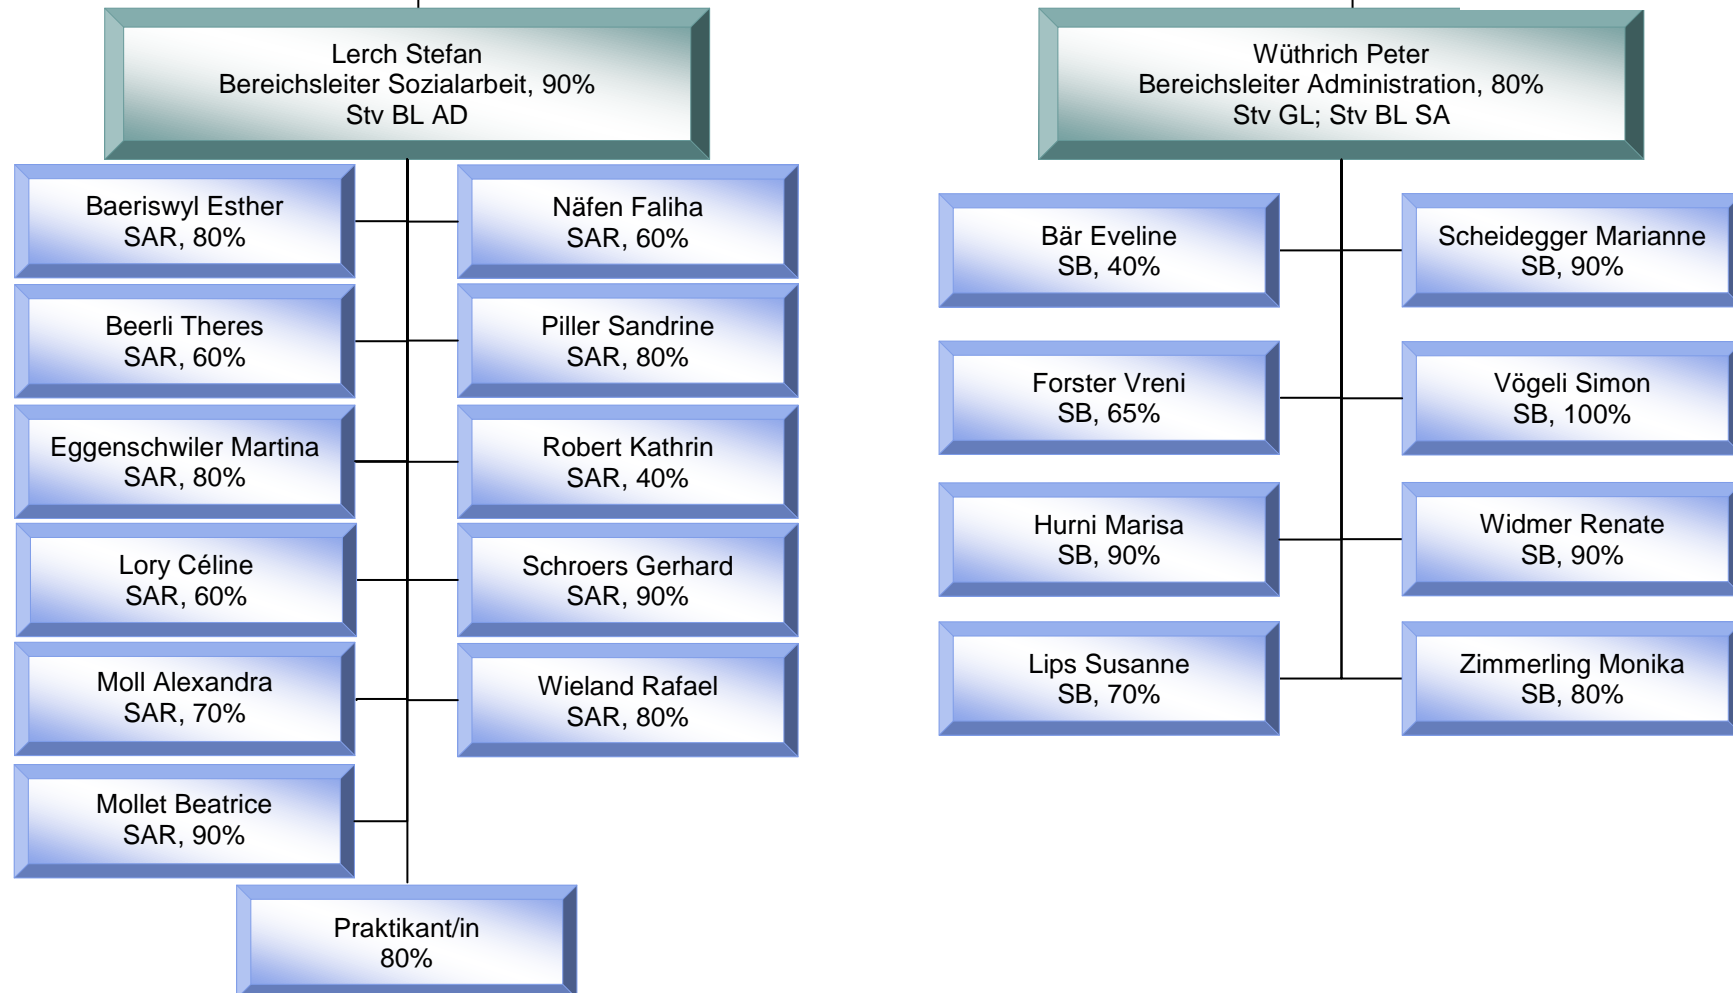 Lerch Stefan
Bereichsleiter Sozialarbeit, 90%
Stv BL AD
Wüthrich Peter
Bereichsleiter Administration, 80%
Stv GL; Stv BL SA
Baeriswyl Esther
SAR, 80%
Näfen Faliha
SAR, 60%
Beerli Theres
SAR, 60%
Piller Sandrine
SAR, 80%
Eggenschwiler Martina
SAR, 80%
Robert Kathrin
SAR, 40%
Lory Céline
SAR, 60%
Schroers Gerhard
SAR, 90%
Moll Alexandra
SAR, 70%
Wieland Rafael
SAR, 80%
Mollet Beatrice
SAR, 90%
Praktikant/in
80%
Bär Eveline
SB, 40%
Scheidegger Marianne
SB, 90%
Forster Vreni
SB, 65%
Vögeli Simon
SB, 100%
Hurni Marisa
SB, 90%
Widmer Renate
SB, 90%
Lips Susanne
SB, 70%
Zimmerling Monika
SB, 80%